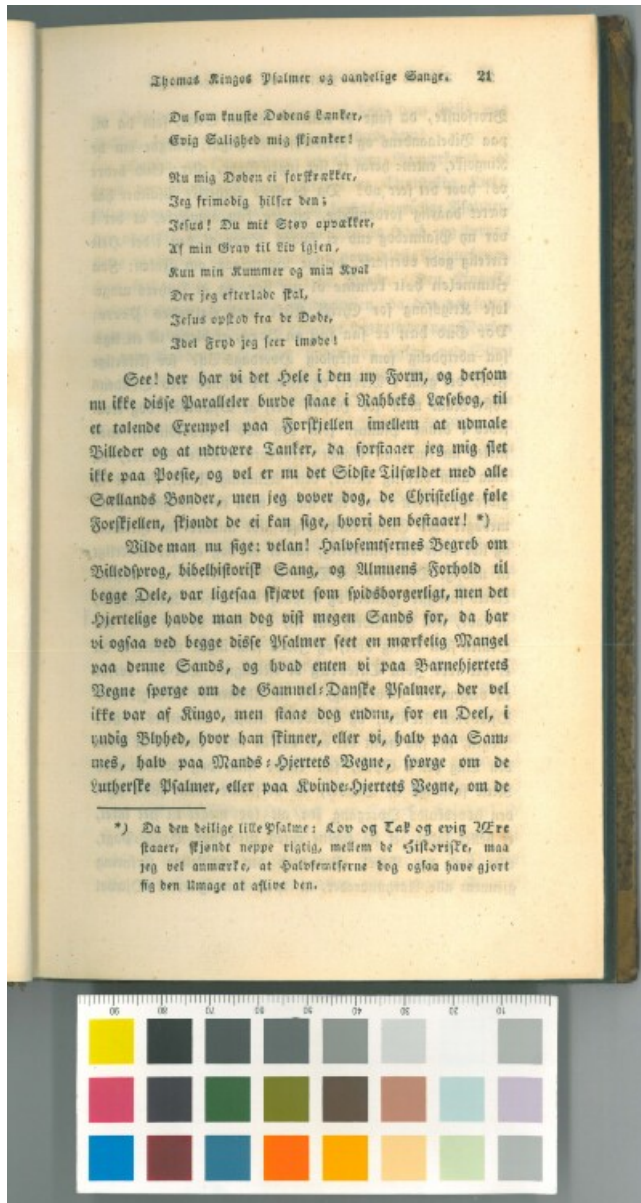 Thomas Kingos Psalmer og aandelige Sange. 21
Du som knuste Dødens Lænker,
Evig Salighed mig skjænker!
Nu mig Døden ei forskrækker,
Jeg frimodig hilser den;
Jesus! Du mit Støv opvækker,
Af min Grav til Liv igjen,
Kun min Kummer og min Kval
Der jeg efterlade skal,
Jesus opstod fra de Døde,
Idel Fryd jeg seer imøde!
See! der har vi det Hele i den ny Form, og dersom
nu ikke disse Paralleler burde staae i Rahbeks Læsebog, til
et talende Exempel paa Forskjellen imellem at udmale
Billeder og at udtvære Tanker, da forstaaer jeg mig slet
ikke paa Poesie, og vel er nu det Sidste Tilfældet med alle
Sællands Bønder, men jeg vover dog, de Christelige føle
Forskjellen, skjøndt de ei kan sige, hvori den bestaaer! *)
Vilde man nu sige: velan! Halvfemtsernes Begreb om
Billedsprog, bibelhistorisk Sang, og Almuens Forhold til
begge Dele, var ligesaa skjævt som spidsborgerligt, men det
Hjertelige havde man dog vist megen Sands for, da har
vi ogsaa ved begge disse Psalmer seet en mærkelig Mangel
paa denne Sands, og hvad enten vi paa Barnehjertets
Vegne spørge om de Gammel-Danske Psalmer, der vel
ikke var af Kingo, men staae dog endnu, for en Deel, i
yndig Blyhed, hvor han skinner, eller vi, halv paa Sam-
mes, halv paa Mands-Hjertets Vegne, spørge om de
Lutherske Psalmer, eller paa Kvinde-Hjertets Vegne, om de
*) Da den deilige lille Psalme: Lov og Tak og evig Ære
staaer, skjøndt neppe rigtig, mellem de Historiske, maa
jeg vel anmærke, at Halvfemtserne dog ogsaa have gjort
sig den Umage at aflive den.
90 80 70 60 50 40 30 20 10